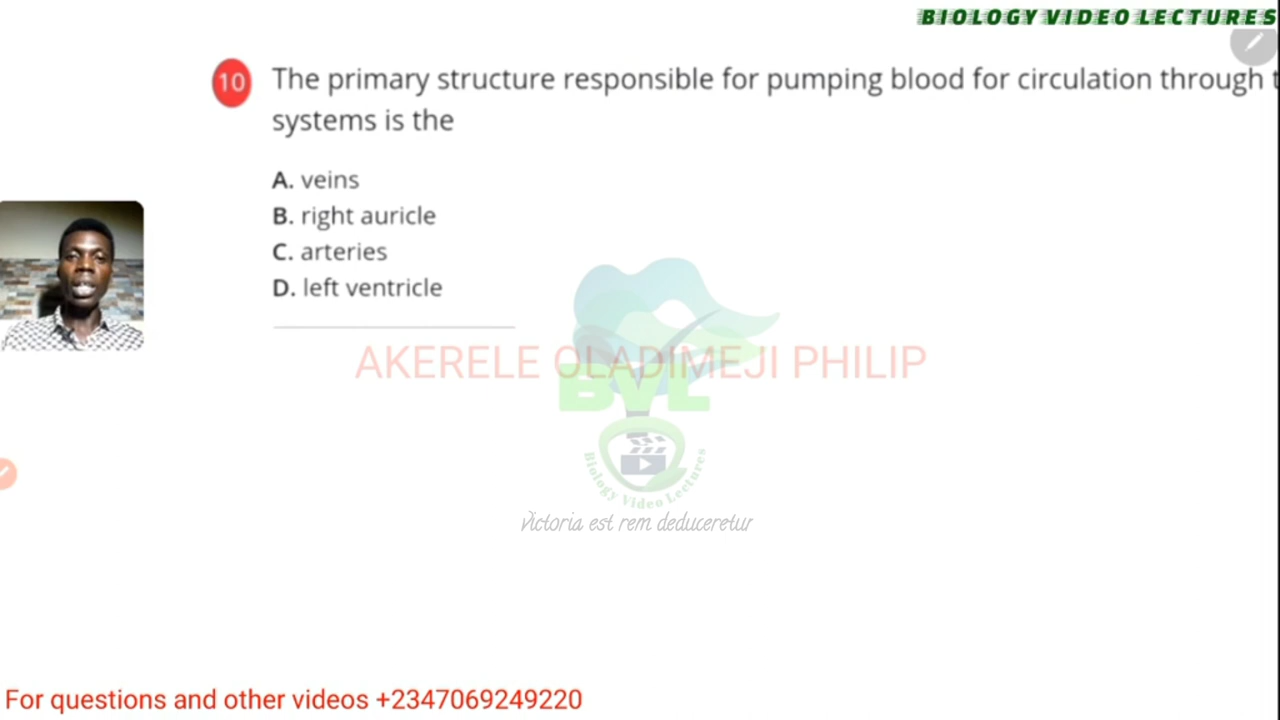 BIOLOGY VIDEO LECTURES
10 The primary structure responsible for pumping blood for circulation through
systems is the
A. veins
B. right auricle
C. arteries
D. left ventricle
AKERELE OLADIMEJI PHILIP
BVL
Biology Video Lectures
Victoria est rem deduceretur
For questions and other videos +2347069249220